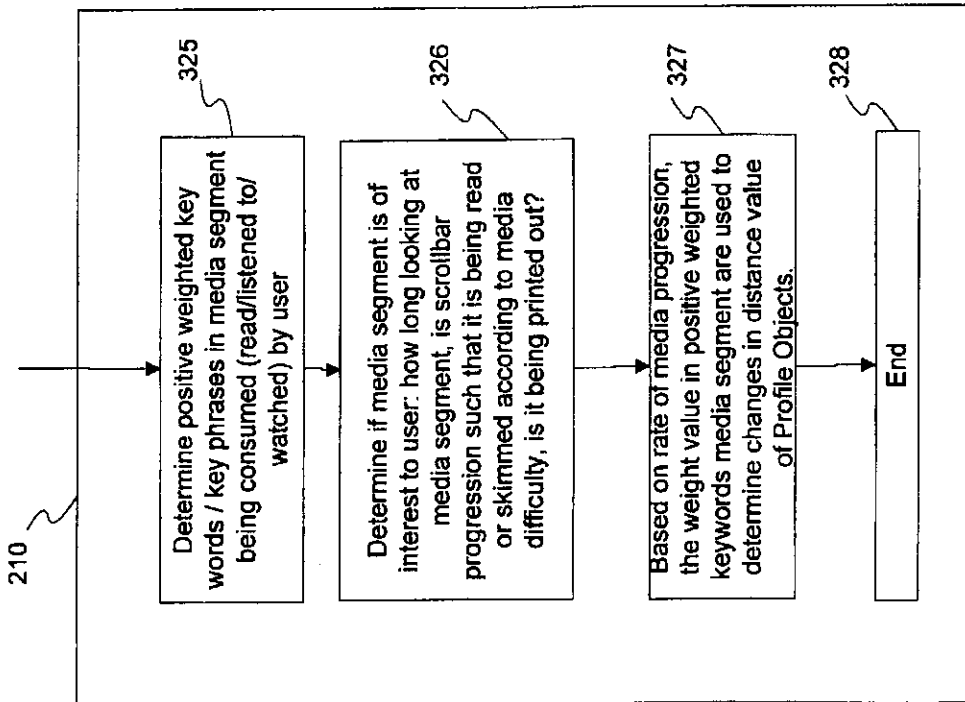 210
Determine positive weighted key
words / key phrases in media segment
being consumed (read/listened to/
watched) by user
325
Determine if media segment is of
interest to user: how long looking at
media segment, is scrollbar
progression such that it is being read
or skimmed according to media
difficulty, is it being printed out?
326
Based on rate of media progression,
the weight value in positive weighted
keywords media segment are used to
determine changes in distance value
of Profile Objects.
327
End
328